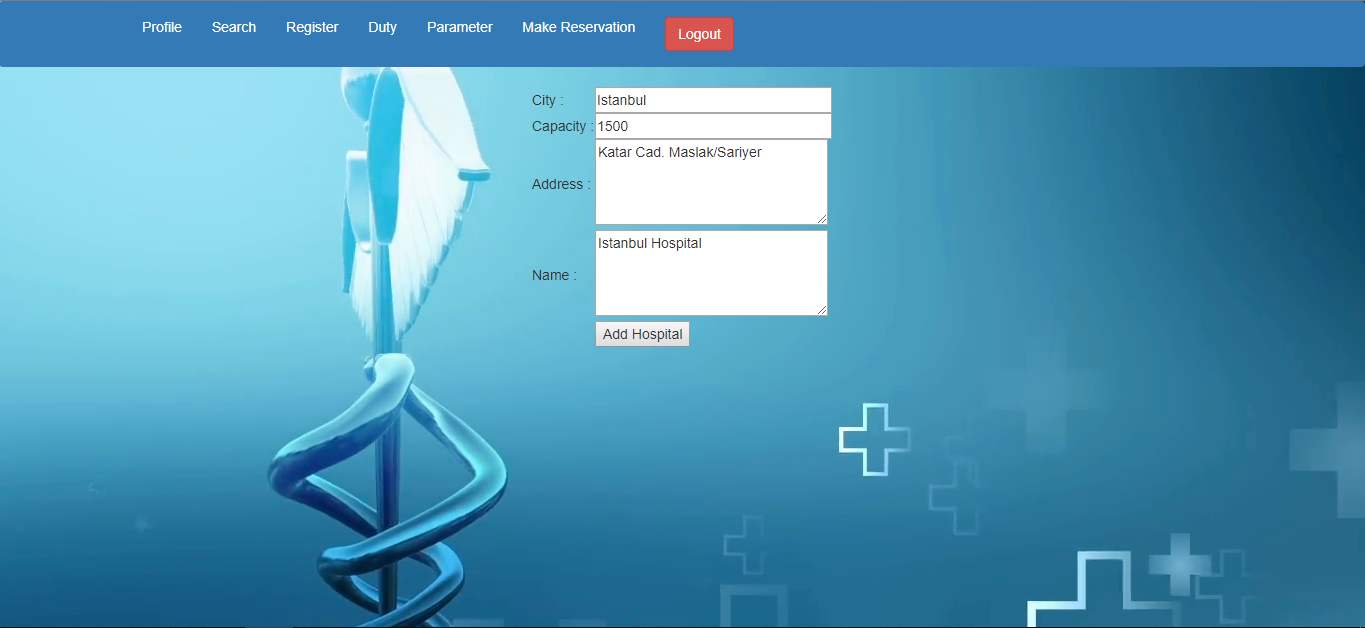 Profile Search Register Duty Parameter Make Reservation Logout
City : Istanbul
Capacity : 1500
Address : Katar Cad. Maslak/Sariyer
Name : Istanbul Hospital
Add Hospital